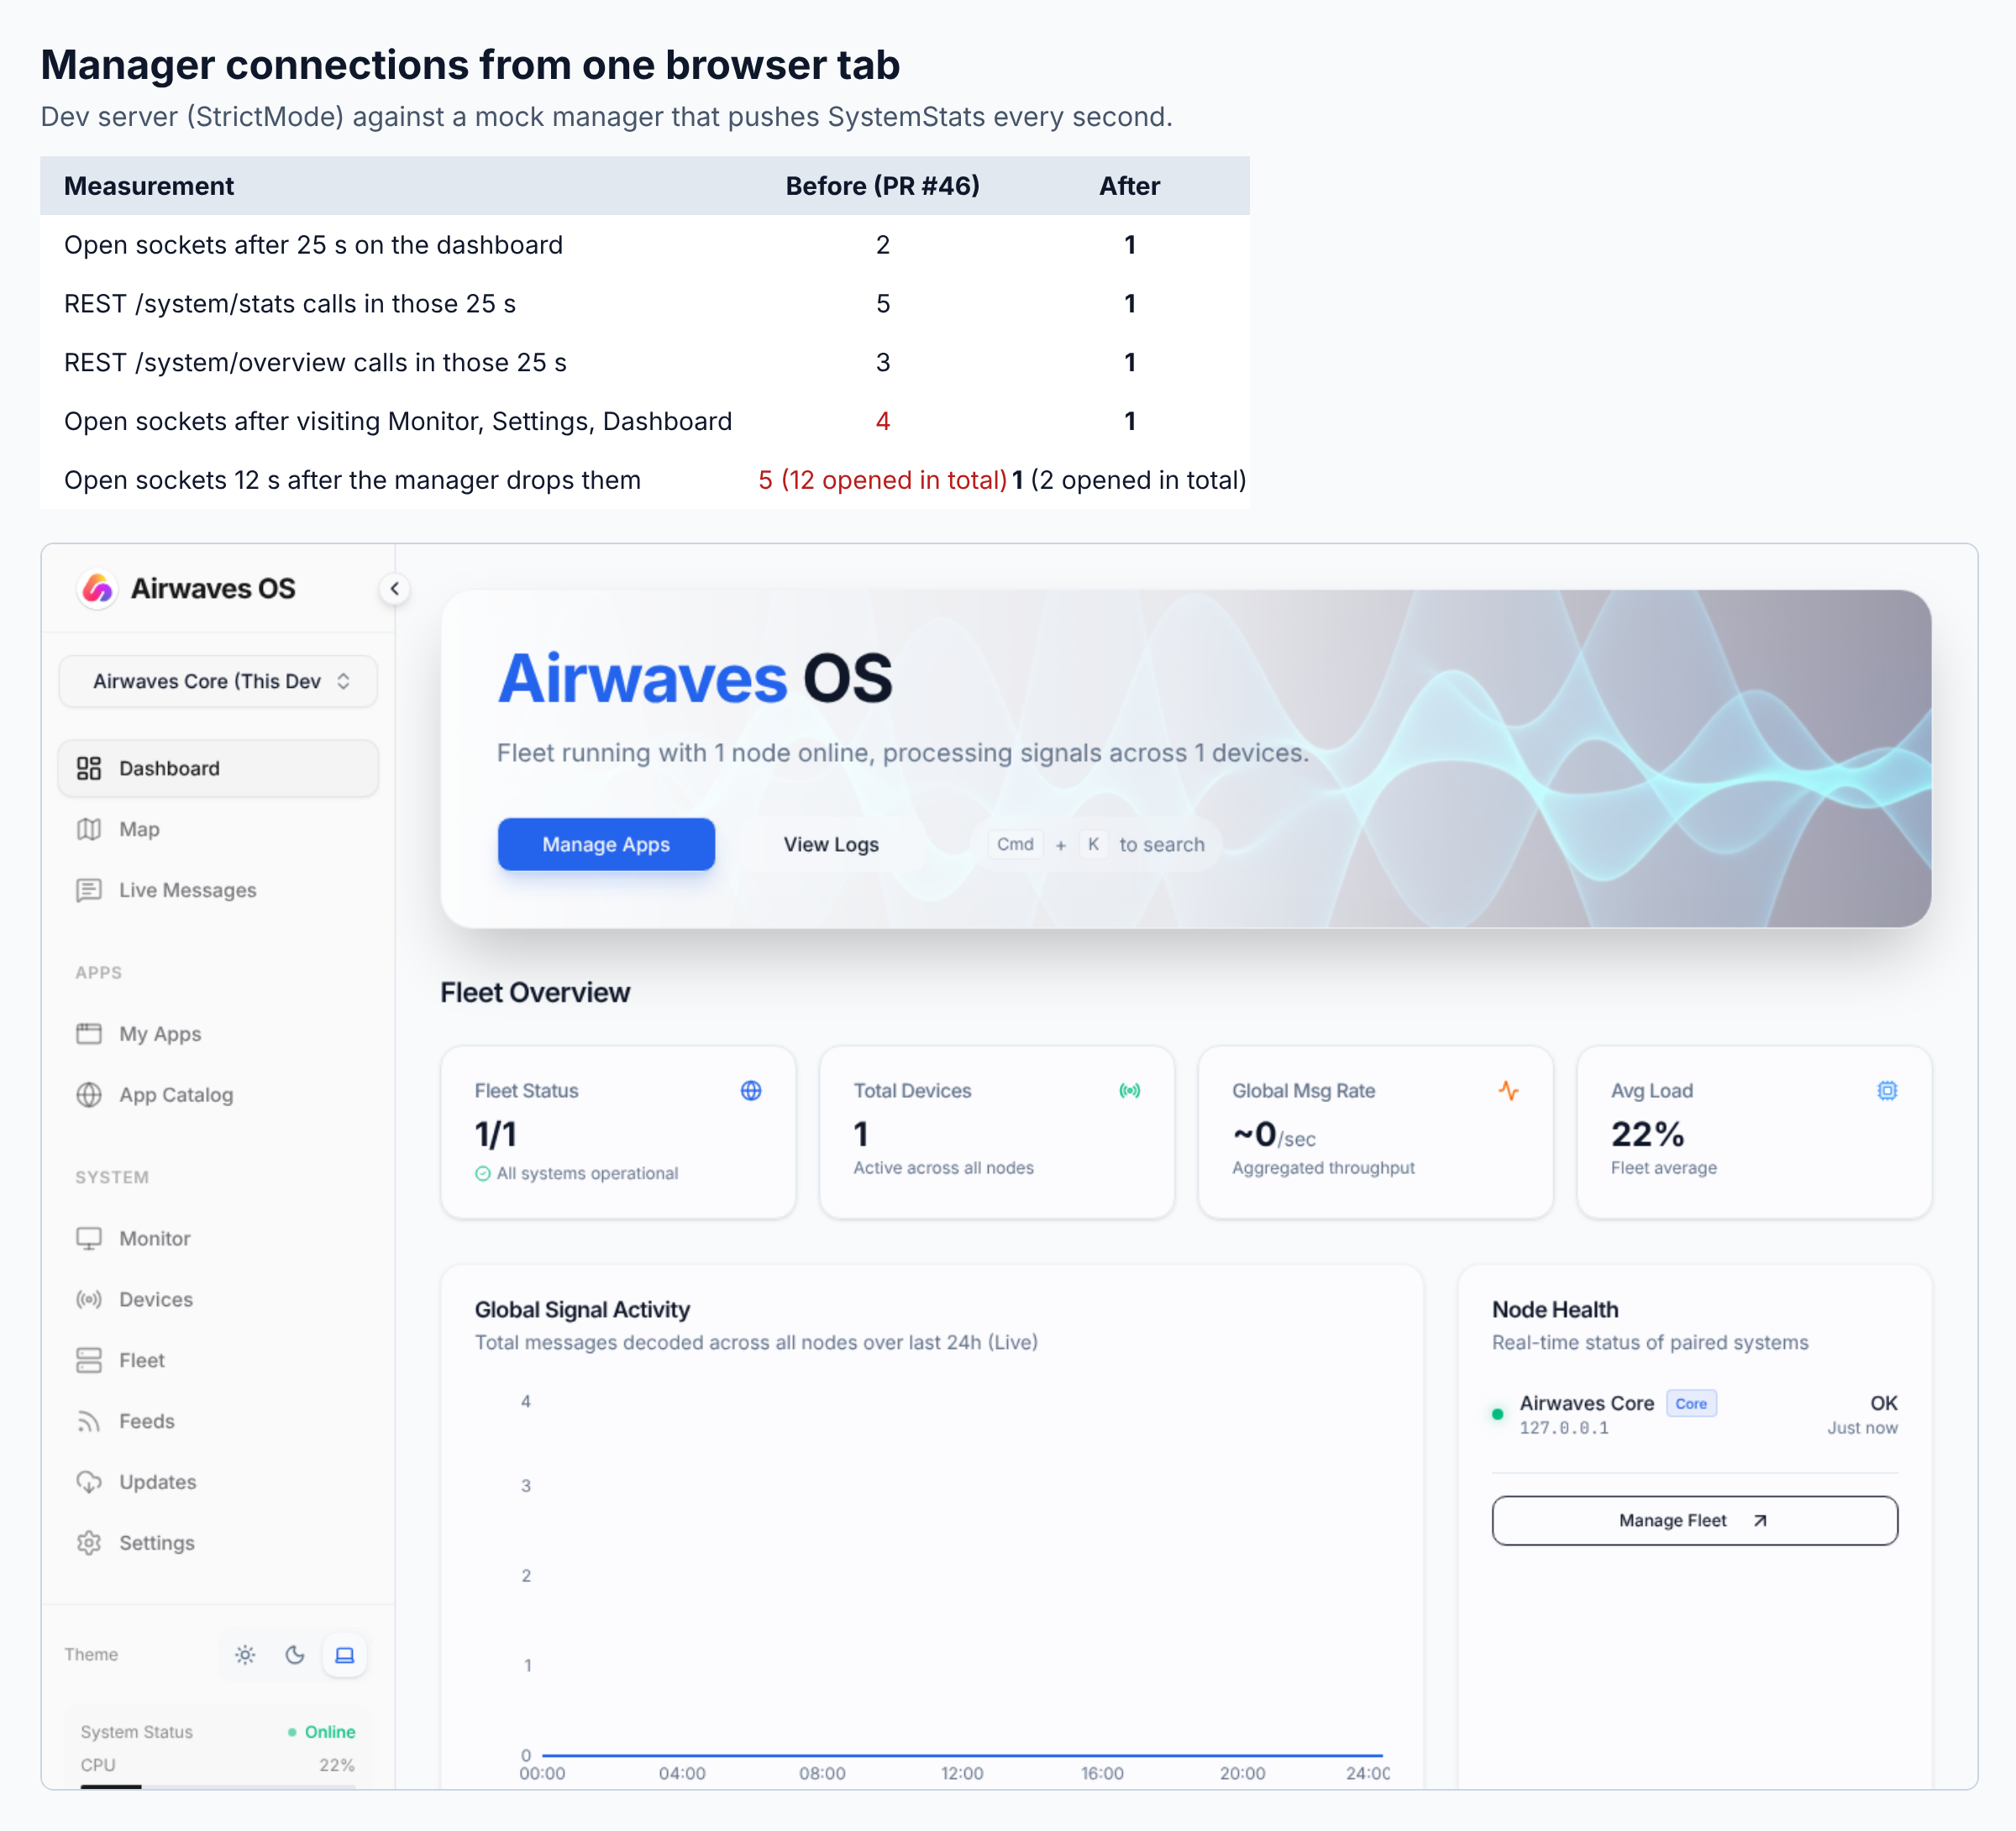 Manager connections from one browser tab
Dev server (StrictMode) against a mock manager that pushes SystemStats every second.
Measurement Before (PR #46) After
Open sockets after 25 s on the dashboard 2 1
REST /system/stats calls in those 25 s 5 1
REST /system/overview calls in those 25 s 3 1
Open sockets after visiting Monitor, Settings, Dashboard 4 1
Open sockets 12 s after the manager drops them 5 (12 opened in total) 1 (2 opened in total)
Airwaves OS
Airwaves Core (This Dev
Dashboard
Map
Live Messages
APPS
My Apps
App Catalog
SYSTEM
Monitor
Devices
Fleet
Feeds
Updates
Settings
Theme
System Status Online
CPU 22%
Airwaves OS
Fleet running with 1 node online, processing signals across 1 devices.
Manage Apps View Logs Cmd + K to search
Fleet Overview
Fleet Status
1/1
All systems operational
Total Devices
1
Active across all nodes
Global Msg Rate
~0/sec
Aggregated throughput
Avg Load
22%
Fleet average
Global Signal Activity
Total messages decoded across all nodes over last 24h (Live)
4
3
2
1
0
00:00 04:00 08:00 12:00 16:00 20:00 24:00
Node Health
Real-time status of paired systems
Airwaves Core Core OK
127.0.0.1 Just now
Manage Fleet